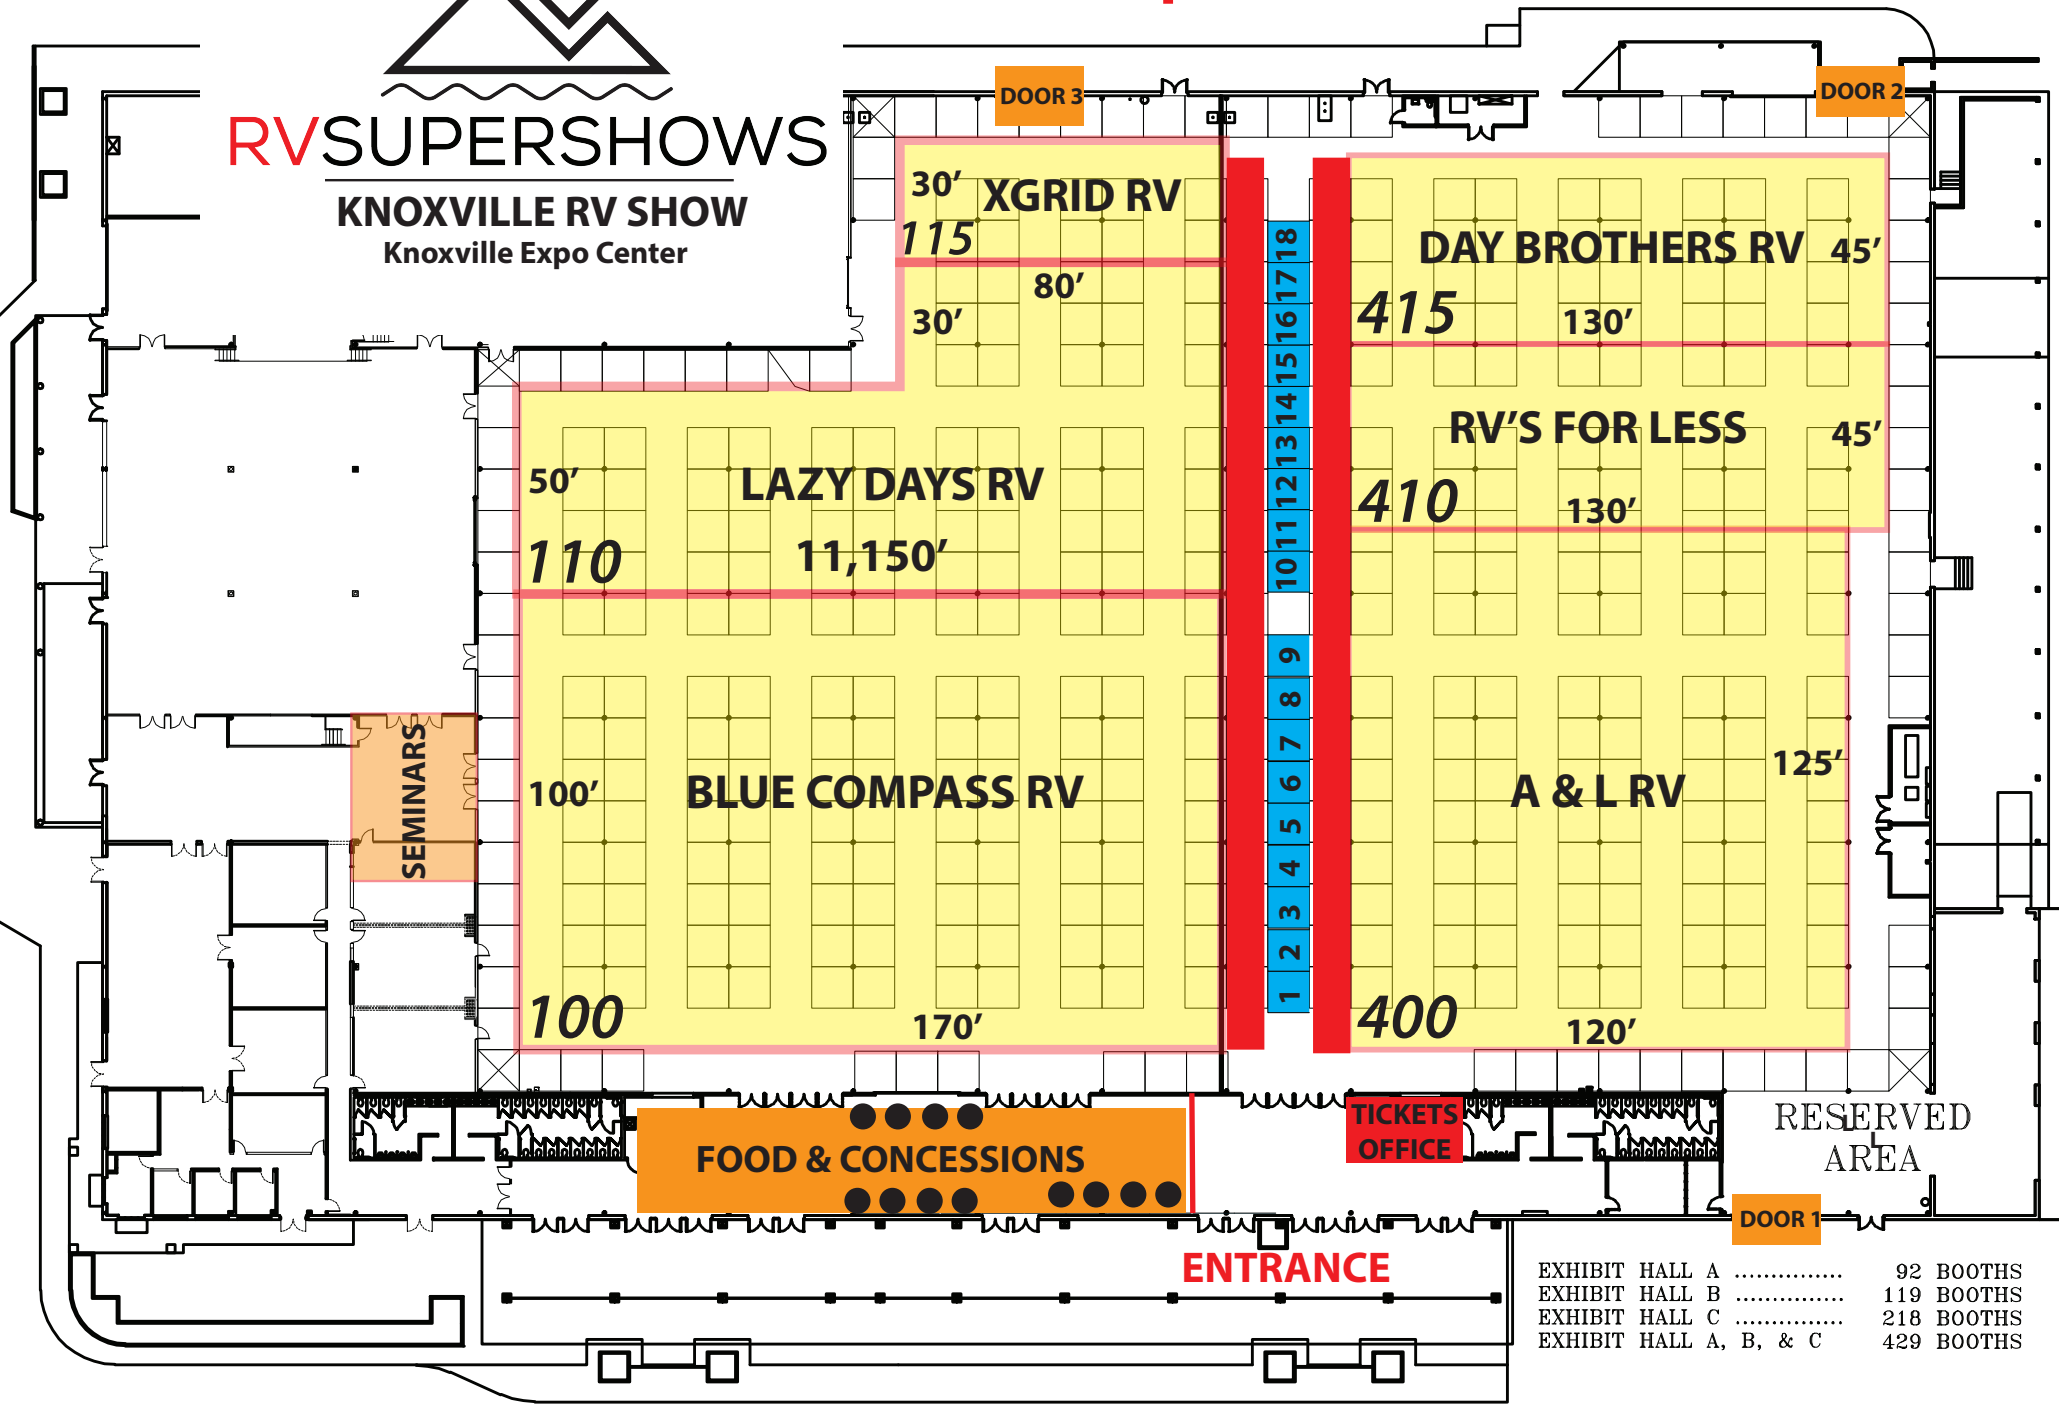 RVSUPERSHOWS
KNOXVILLE RV SHOW
Knoxville Expo Center
DOOR 3
DOOR 2
30’
XGRID RV
115
80’
30’
50’
LAZY DAYS RV
11,150’
110
100’
BLUE COMPASS RV
100
170’
18
17
16
15
14
13
12
11
10
9
8
7
6
5
4
3
2
1
DAY BROTHERS RV
45’
415
130’
RV’S FOR LESS
45’
410
130’
125’
A & L RV
400
120’
SEMINARS
FOOD & CONCESSIONS
TICKETS
OFFICE
RESERVED
AREA
DOOR 1
ENTRANCE
EXHIBIT HALL A ............... 92 BOOTHS
EXHIBIT HALL B ............... 119 BOOTHS
EXHIBIT HALL C ............... 218 BOOTHS
EXHIBIT HALL A, B, & C 429 BOOTHS